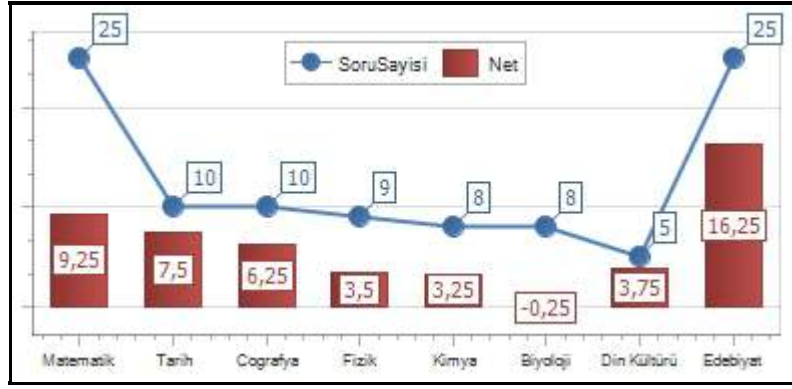 25
25
SoruSayisi
Net
10
10
9
8
8
5
9,25
7,5
6,25
3,5
3,25
-0,25
3,75
16,25
Matematik
Tarih
Cografya
Fizik
Kimya
Biyoloji
Din Kültürü
Edebiyat